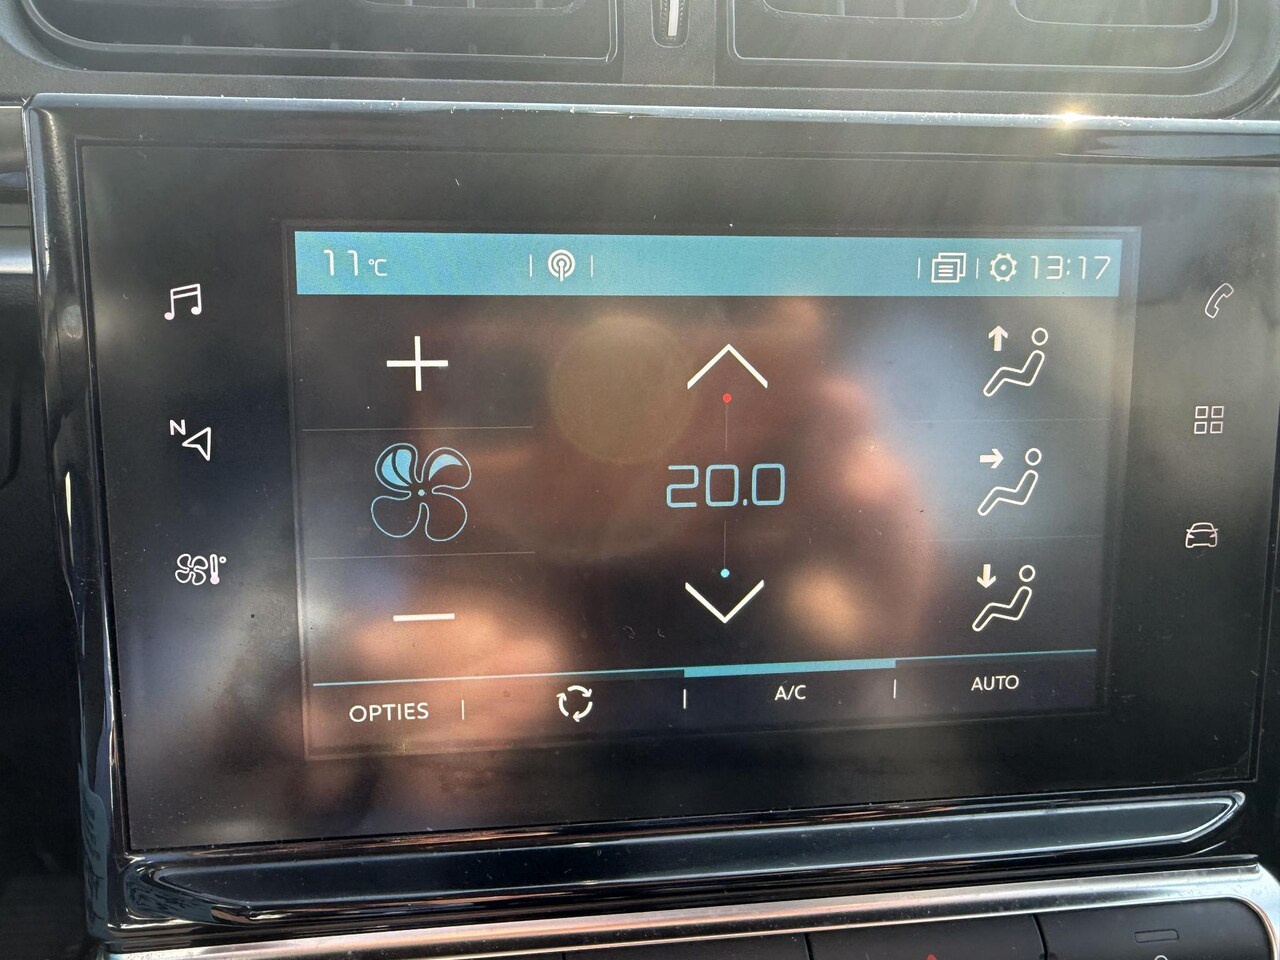 11 °C
13:17
N
20.0
OPTIES
A/C
AUTO